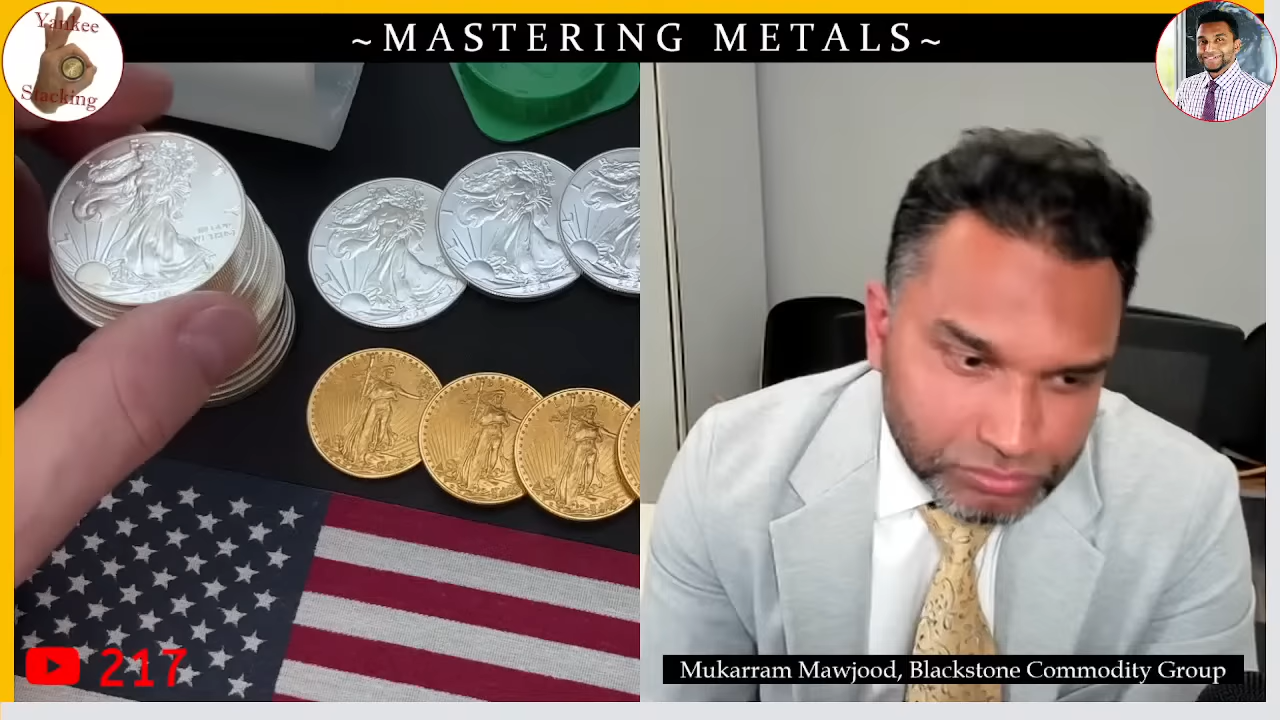 Yankee
Stacking
~MASTERING METALS~
217
Mukarram Mawjood, Blackstone Commodity Group